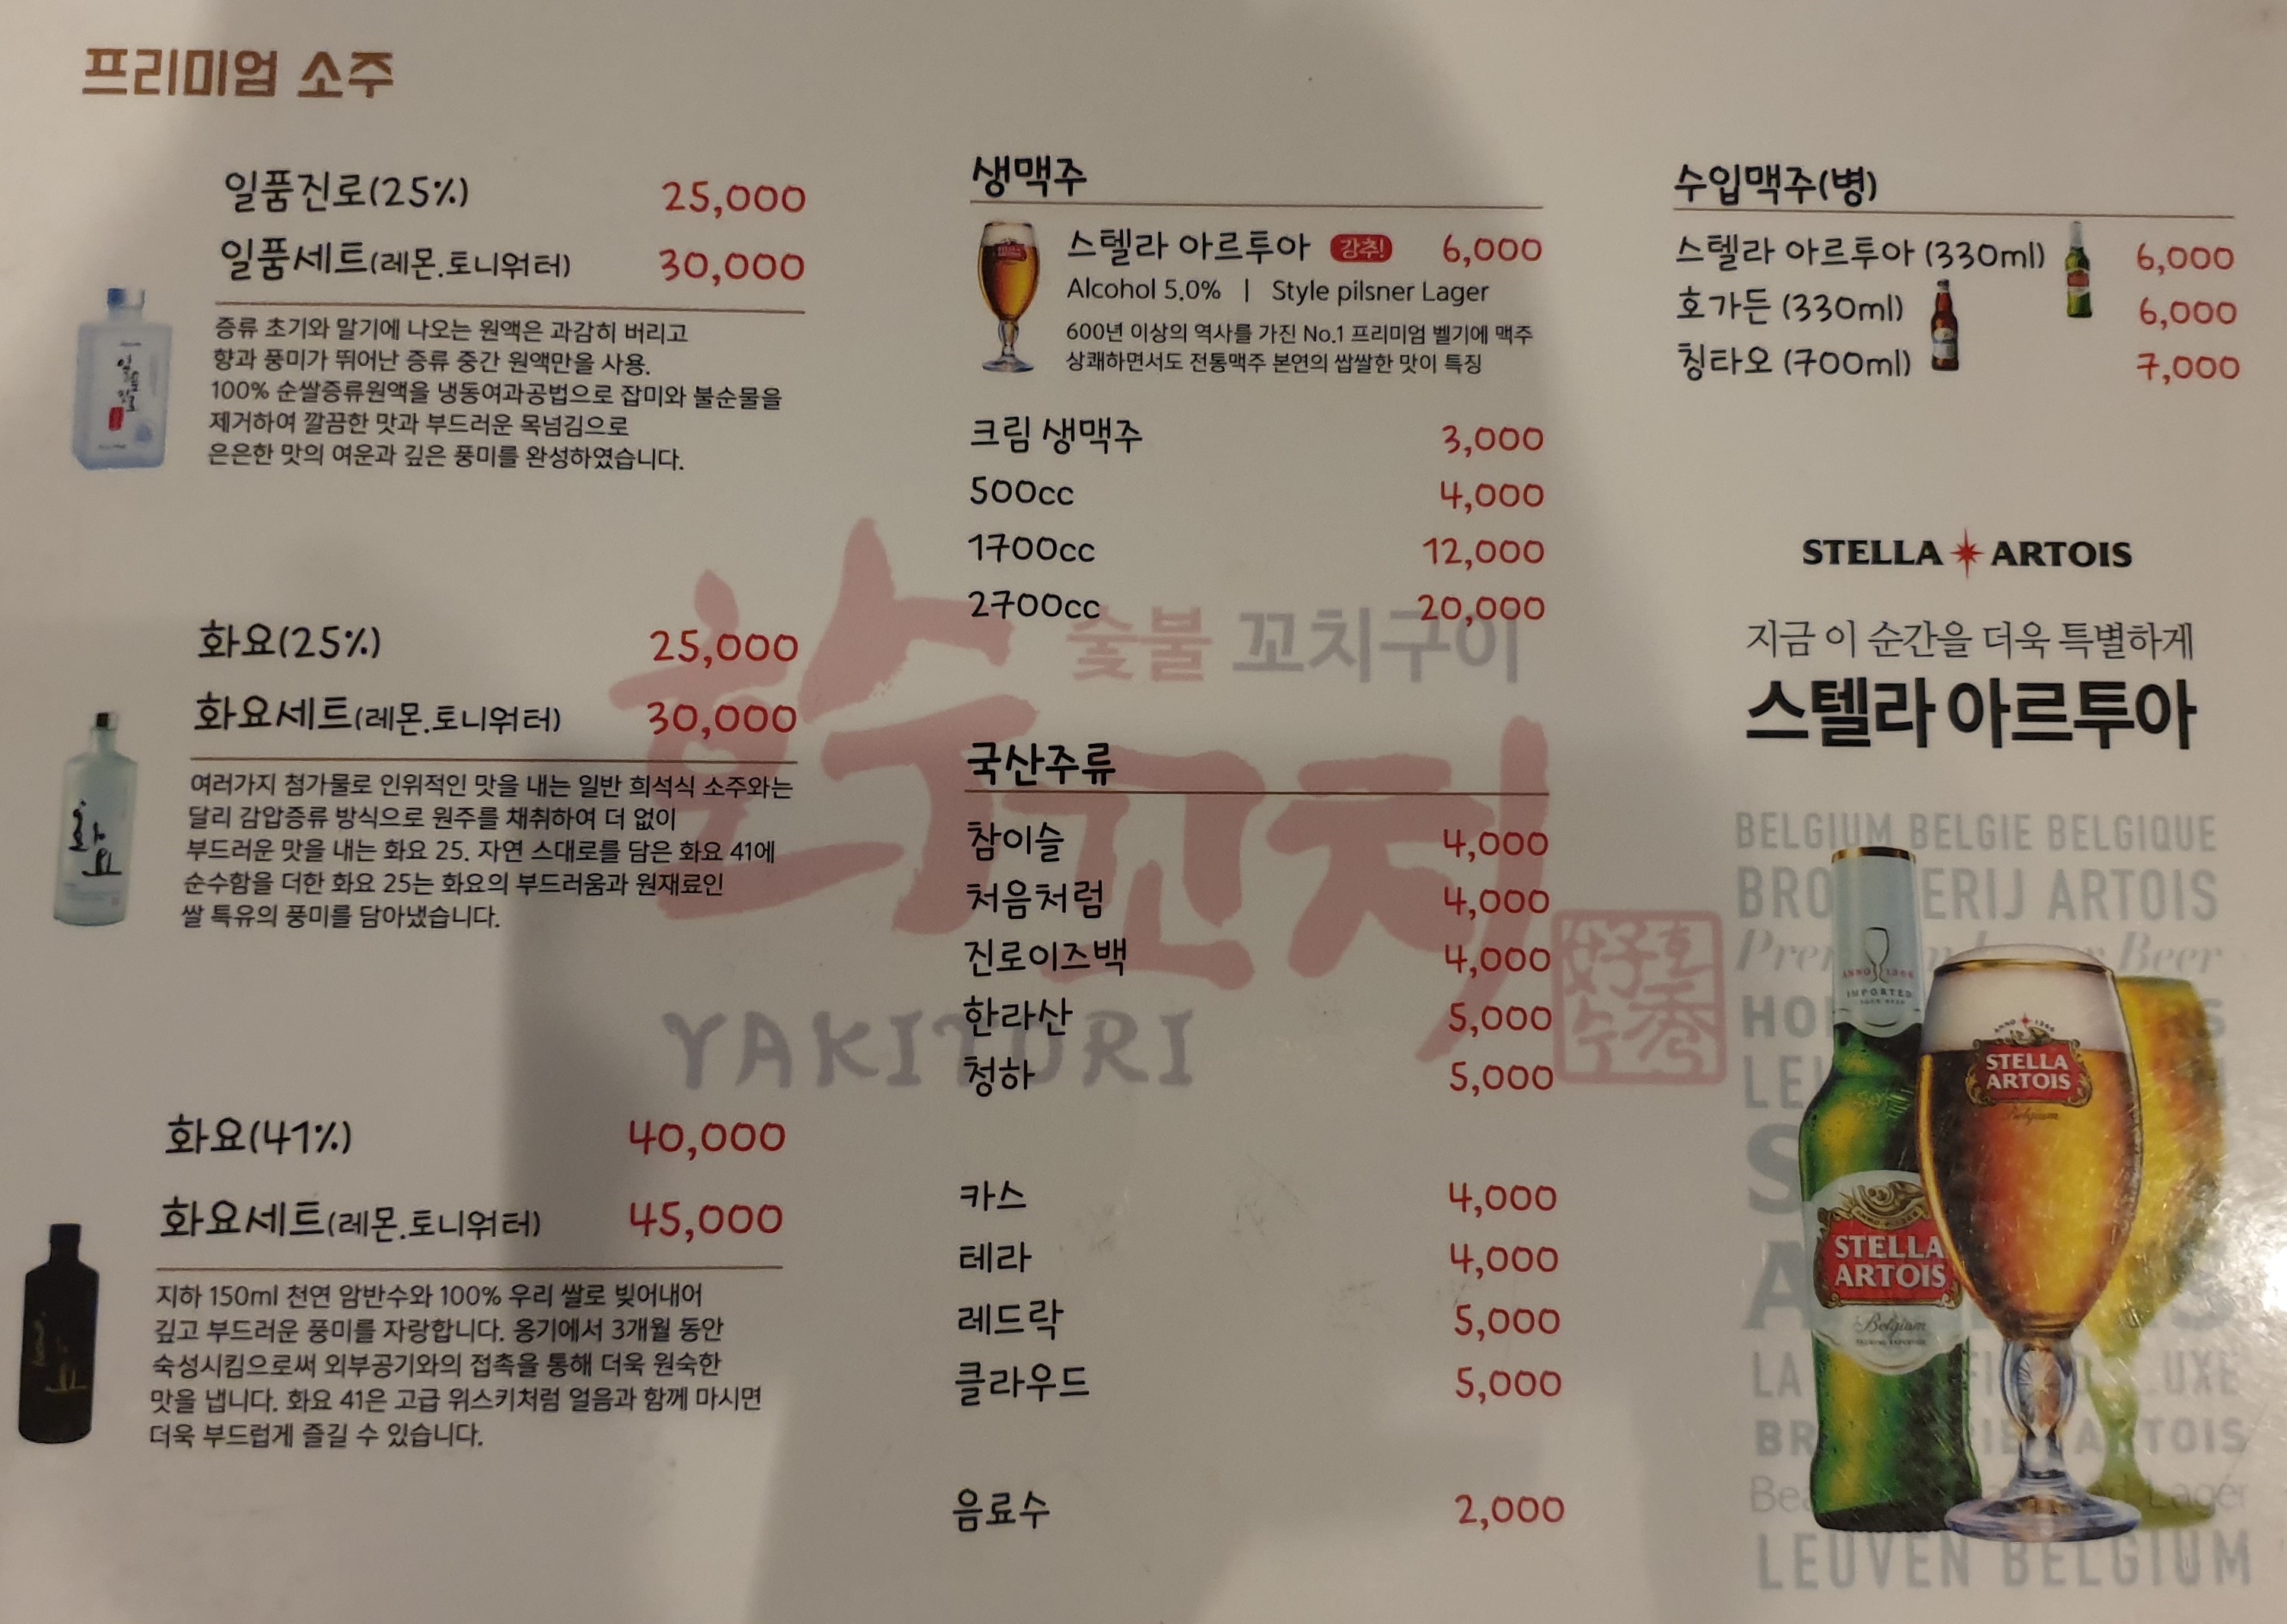 프리미엄 소주
일품진로(25%) 25,000
일품세트(레몬.토니워터) 30,000
증류 초기와 말기에 나오는 원액은 과감히 버리고
향과 풍미가 뛰어난 증류 중간 원액만을 사용.
100% 순쌀증류원액을 냉동여과공법으로 잡미와 불순물을
제거하여 깔끔한 맛과 부드러운 목넘김으로
은은한 맛의 여운과 깊은 풍미를 완성하였습니다.
화요(25%) 25,000
화요세트(레몬.토니워터) 30,000
여러가지 첨가물로 인위적인 맛을 내는 일반 희석식 소주와는
달리 감압증류 방식으로 원주를 채취하여 더 없이
부드러운 맛을 내는 화요 25. 자연 스대로를 담은 화요 41에
순수함을 더한 화요 25는 화요의 부드러움과 원재료인
쌀 특유의 풍미를 담아냈습니다.
화요(41%) 40,000
화요세트(레몬.토니워터) 45,000
지하 150ml 천연 암반수와 100% 우리 쌀로 빚어내어
깊고 부드러운 풍미를 자랑합니다. 옹기에서 3개월 동안
숙성시킴으로써 외부공기와의 접촉을 통해 더욱 원숙한
맛을 냅니다. 화요 41은 고급 위스키처럼 얼음과 함께 마시면
더욱 부드럽게 즐길 수 있습니다.
생맥주
스텔라 아르투아 강추! 6,000
Alcohol 5.0% | Style pilsner Lager
600년 이상의 역사를 가진 No.1 프리미엄 벨기에 맥주
상쾌하면서도 전통맥주 본연의 쌉쌀한 맛이 특징
크림 생맥주 3,000
500cc 4,000
1700cc 12,000
2700cc 20,000
숯불 꼬치구이
YAKITORI
好호
수秀
국산주류
참이슬 4,000
처음처럼 4,000
진로이즈백 4,000
한라산 5,000
청하 5,000
카스 4,000
테라 4,000
레드락 5,000
클라우드 5,000
음료수 2,000
수입맥주(병)
스텔라 아르투아 (330ml) 6,000
호가든 (330ml) 6,000
칭타오 (700ml) 7,000
STELLA ARTOIS
지금 이 순간을 더욱 특별하게
스텔라 아르투아
BELGIUM BELGIE BELGIQUE
ARTOIS
Beer
ANNO 1366
IMPORTED
STELLA
ARTOIS
Belgium
STELLA
ARTOIS
Belgium
Lager
LEUVEN BELGIUM